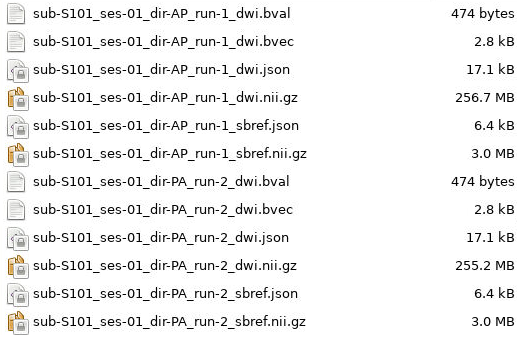 sub-S101_ses-01_dir-AP_run-1_dwi.bval 474 bytes
sub-S101_ses-01_dir-AP_run-1_dwi.bvec 2.8 kB
sub-S101_ses-01_dir-AP_run-1_dwi.json 17.1 kB
sub-S101_ses-01_dir-AP_run-1_dwi.nii.gz 256.7 MB
sub-S101_ses-01_dir-AP_run-1_sbref.json 6.4 kB
sub-S101_ses-01_dir-AP_run-1_sbref.nii.gz 3.0 MB
sub-S101_ses-01_dir-PA_run-2_dwi.bval 474 bytes
sub-S101_ses-01_dir-PA_run-2_dwi.bvec 2.8 kB
sub-S101_ses-01_dir-PA_run-2_dwi.json 17.1 kB
sub-S101_ses-01_dir-PA_run-2_dwi.nii.gz 255.2 MB
sub-S101_ses-01_dir-PA_run-2_sbref.json 6.4 kB
sub-S101_ses-01_dir-PA_run-2_sbref.nii.gz 3.0 MB